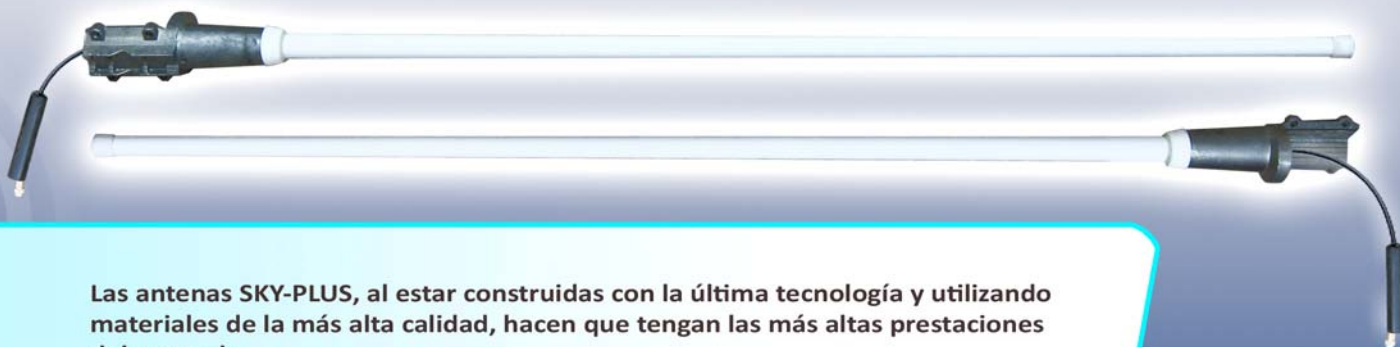 Las antenas SKY-PLUS, al estar construidas con la última tecnología y utilizando
materiales de la más alta calidad, hacen que tengan las más altas prestaciones